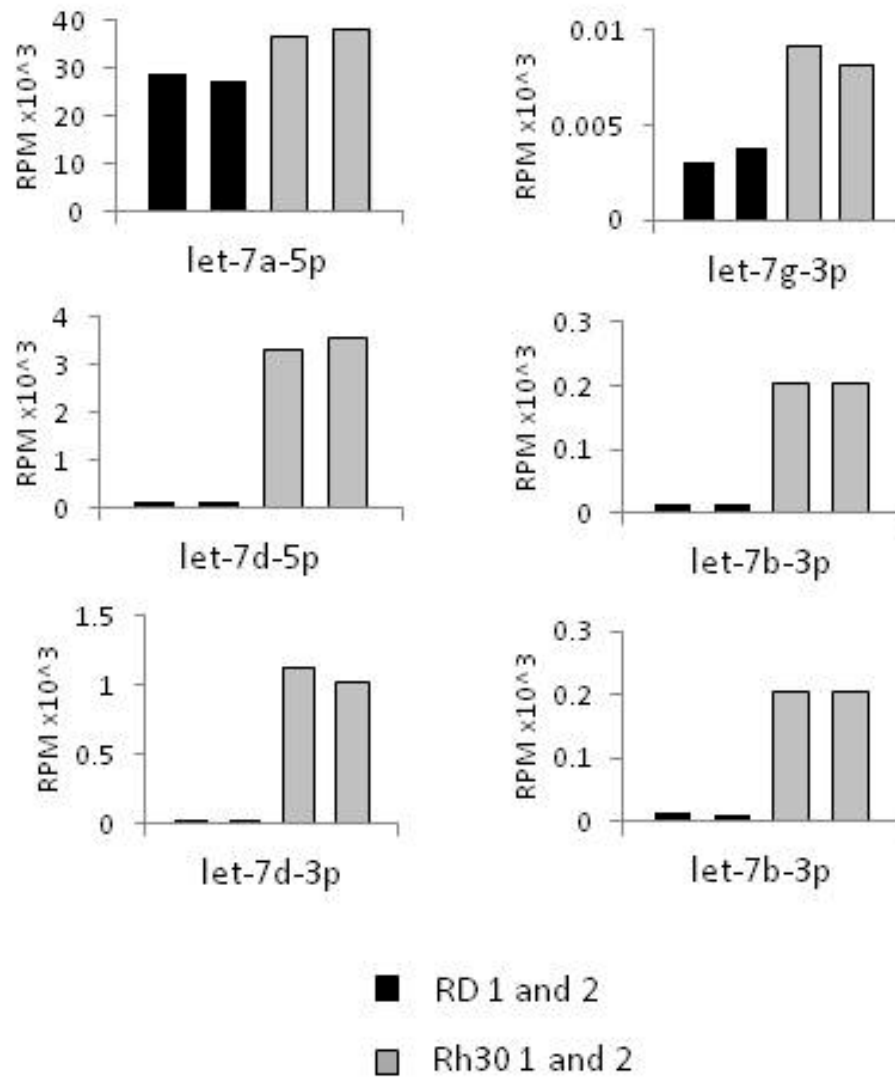 RPM x10^3
40
30
20
10
0
let-7a-5p
RPM x10^3
0.01
0.005
0
let-7g-3p
RPM x10^3
4
3
2
1
0
let-7d-5p
RPM x10^3
0.3
0.2
0.1
0
let-7b-3p
RPM x10^3
1.5
1
0.5
0
let-7d-3p
RPM x10^3
0.3
0.2
0.1
0
let-7b-3p
RD 1 and 2
Rh30 1 and 2